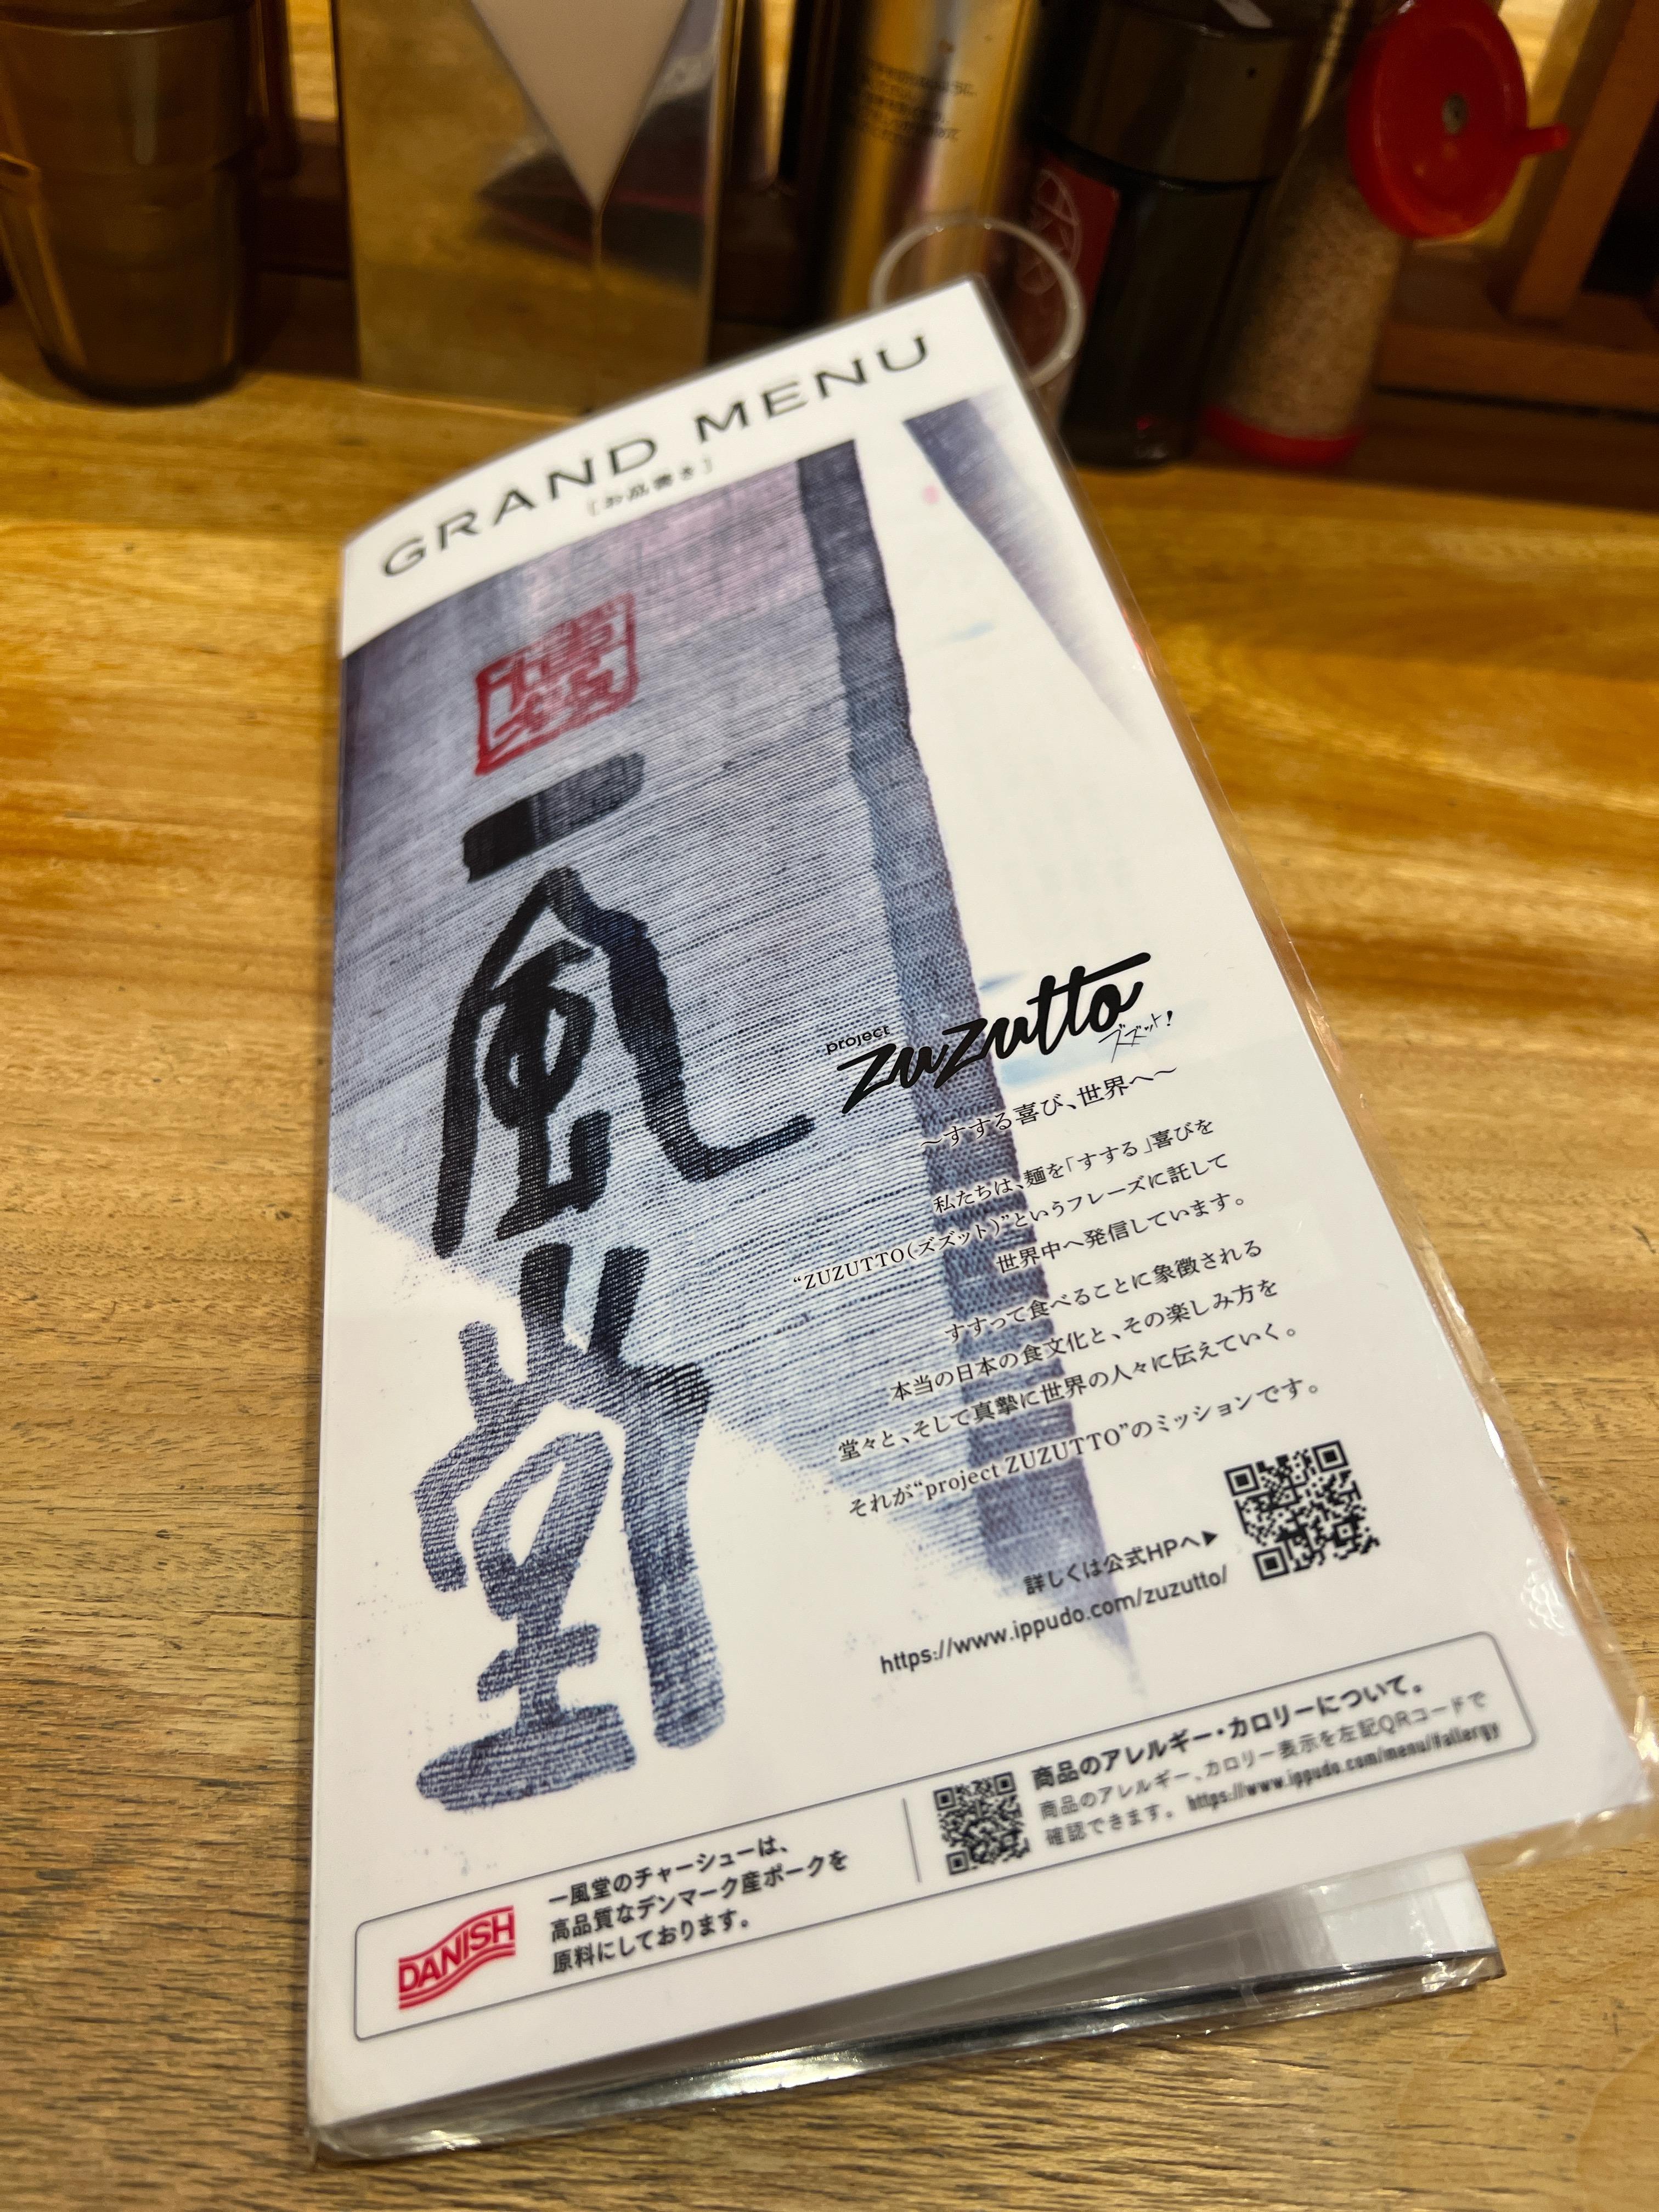 GRAND MENU
［お品書き］
一風堂
project
zuzutto
ズズッと!
～すする喜び、世界へ～
私たちは、麺を「すする」喜びを
“ZUZUTTO（ズズット）”というフレーズに託して
世界中へ発信しています。
すすって食べることに象徴される
本当の日本の食文化と、その楽しみ方を
堂々と、そして真摯に世界の人々に伝えていく。
それが“project ZUZUTTO”のミッションです。
詳しくは公式HPへ▶
https://www.ippudo.com/zuzutto/
DANISH
一風堂のチャーシューは、
高品質なデンマーク産ポークを
原料にしております。
商品のアレルギー・カロリーについて。
商品のアレルギー、カロリー表示を左記QRコードで
確認できます。 https://www.ippudo.com/menu/#allergy